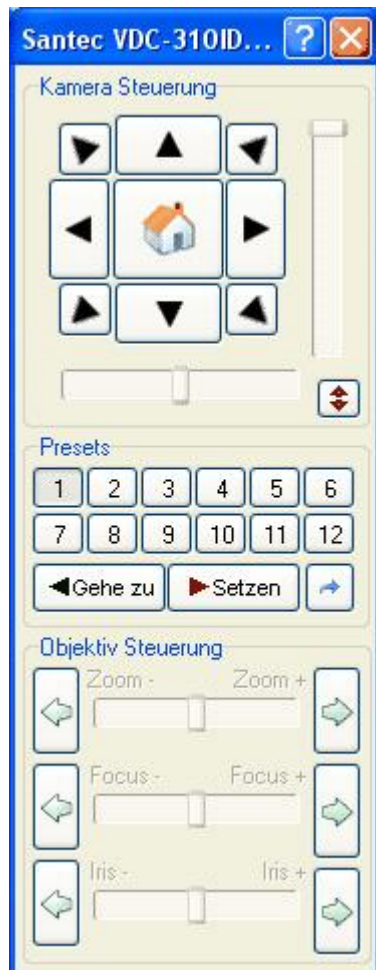 Santec VDC-310ID...
Kamera Steuerung
Presets
1 2 3 4 5 6
7 8 9 10 11 12
Gehe zu Setzen
Objektiv Steuerung
Zoom - Zoom +
Focus - Focus +
Iris - Iris +